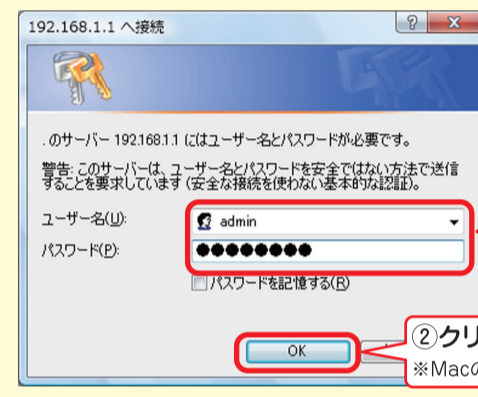 192.168.1.1 へ接続
. のサーバー 192.168.1.1 にはユーザー名とパスワードが必要です。
警告: このサーバーは、ユーザー名とパスワードを安全ではない方法で送信
することを要求しています (安全な接続を使わない基本的な認証)。
ユーザー名(U):
admin
パスワード(P):
パスワードを記憶する(R)
OK
②クリ
※Macの